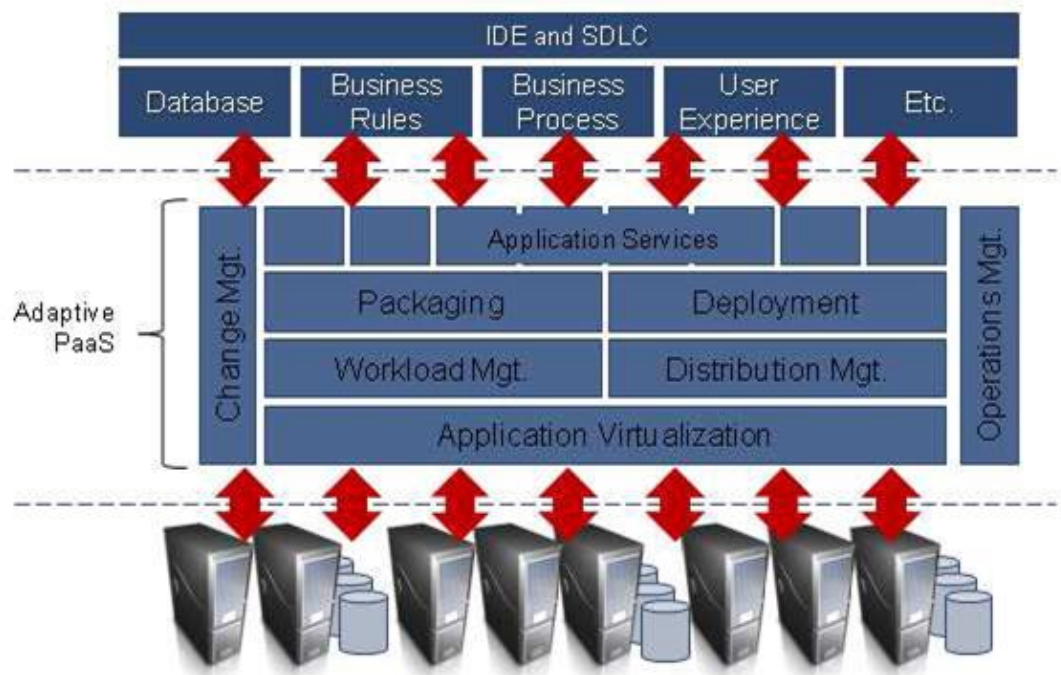 IDE and SDLC
Database
Business
Rules
Business
Process
User
Experience
Etc.
Adaptive
PaaS
Change Mgt.
Application Services
Packaging
Deployment
Workload Mgt.
Distribution Mgt.
Application Virtualization
Operations Mgt.